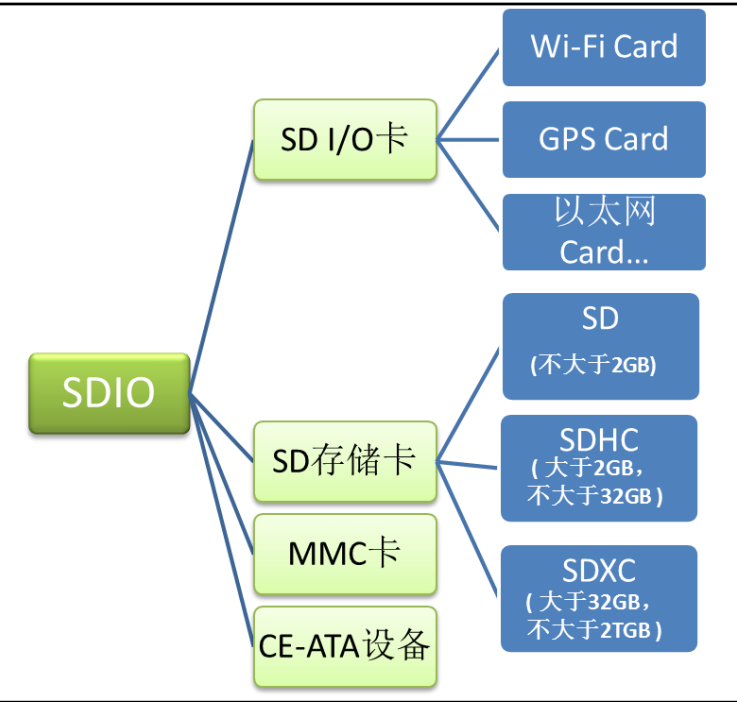 SDIO
SD I/O卡
Wi-Fi Card
GPS Card
以太网
Card...
SD存储卡
SD
(不大于2GB)
SDHC
( 大于2GB，
不大于32GB )
SDXC
( 大于32GB，
不大于2TGB )
MMC卡
CE-ATA设备